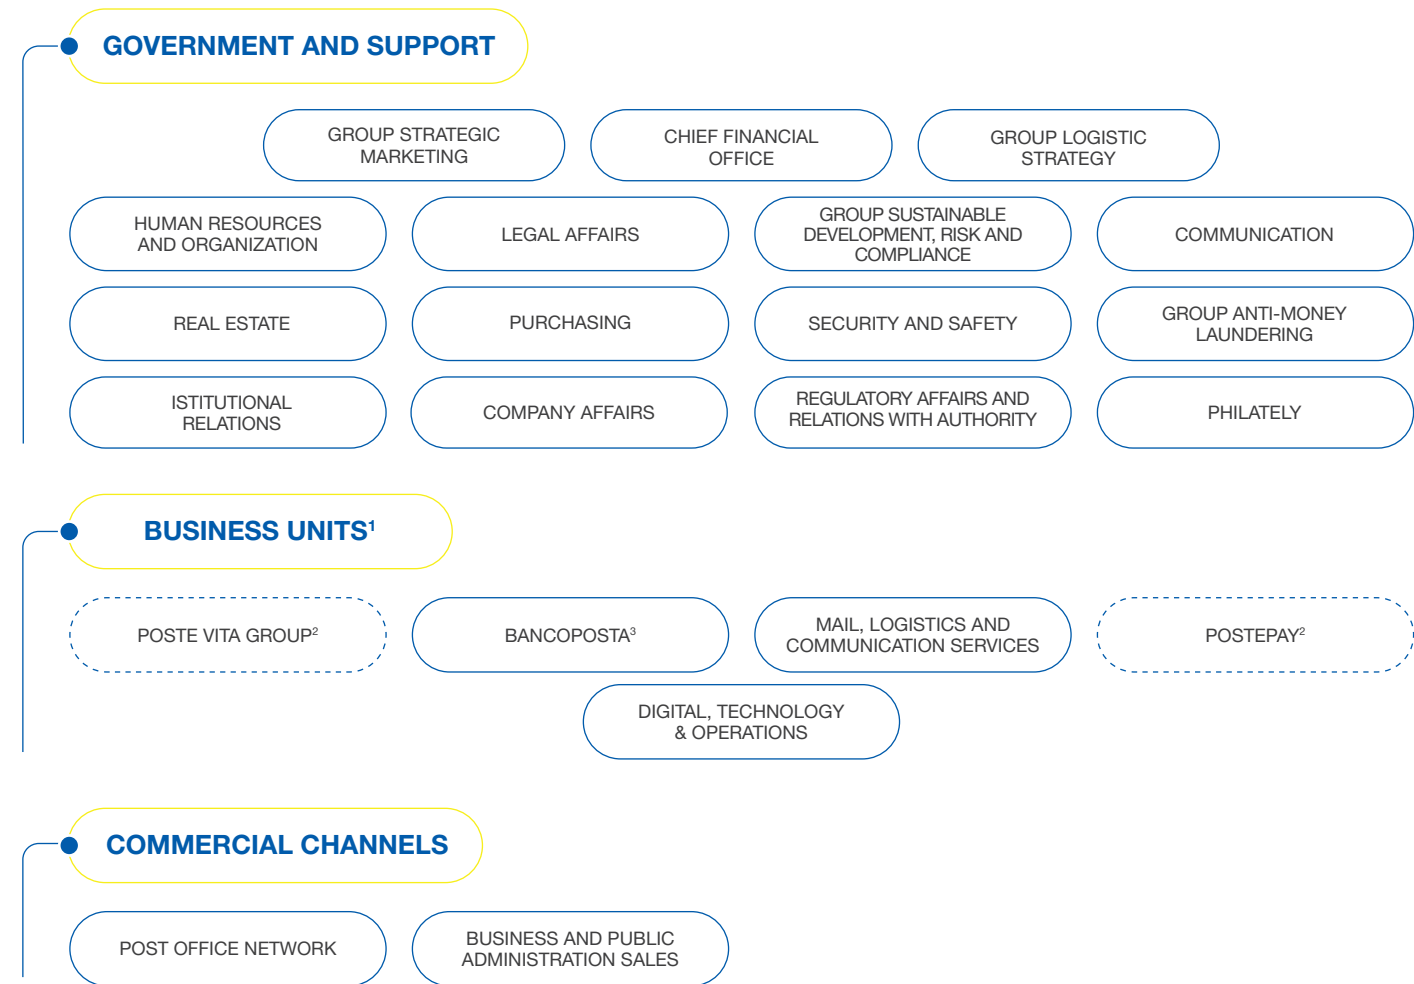 GOVERNMENT AND SUPPORT
GROUP STRATEGIC
MARKETING
CHIEF FINANCIAL
OFFICE
GROUP LOGISTIC
STRATEGY
HUMAN RESOURCES
AND ORGANIZATION
LEGAL AFFAIRS
GROUP SUSTAINABLE
DEVELOPMENT, RISK AND
COMPLIANCE
COMMUNICATION
REAL ESTATE
PURCHASING
SECURITY AND SAFETY
GROUP ANTI-MONEY
LAUNDERING
ISTITUTIONAL
RELATIONS
COMPANY AFFAIRS
REGULATORY AFFAIRS AND
RELATIONS WITH AUTHORITY
PHILATELY
BUSINESS UNITS¹
POSTE VITA GROUP²
BANCOPOSTA³
MAIL, LOGISTICS AND
COMMUNICATION SERVICES
POSTEPAY²
DIGITAL, TECHNOLOGY
& OPERATIONS
COMMERCIAL CHANNELS
POST OFFICE NETWORK
BUSINESS AND PUBLIC
ADMINISTRATION SALES